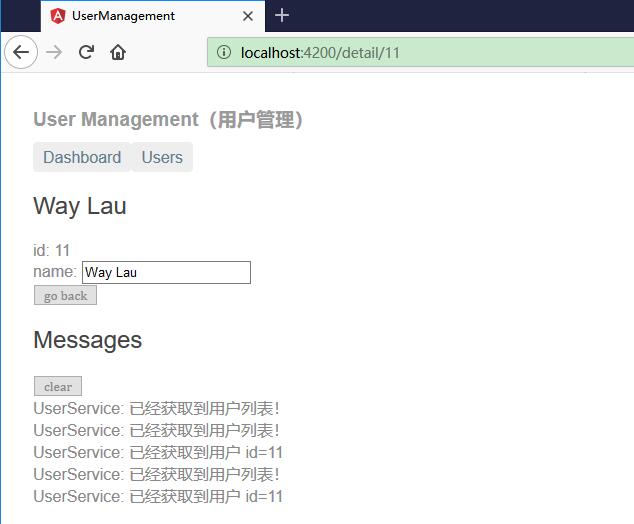 UserManagement
localhost:4200/detail/11
User Management（用户管理）
Dashboard Users
Way Lau
id: 11
name: Way Lau
go back
Messages
clear
UserService: 已经获取到用户列表！
UserService: 已经获取到用户列表！
UserService: 已经获取到用户 id=11
UserService: 已经获取到用户列表！
UserService: 已经获取到用户 id=11